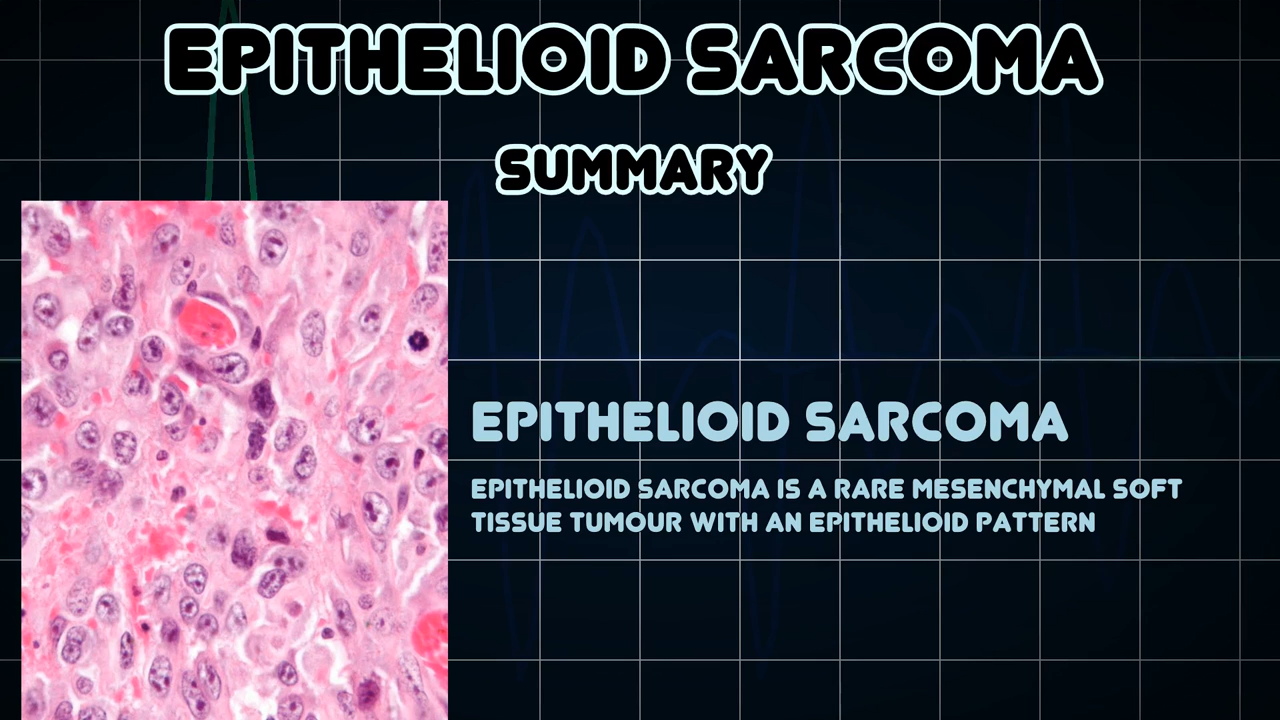 EPITHELIOID SARCOMA
SUMMARY
EPITHELIOID SARCOMA
EPITHELIOID SARCOMA IS A RARE MESENCHYMAL SOFT
TISSUE TUMOUR WITH AN EPITHELIOID PATTERN